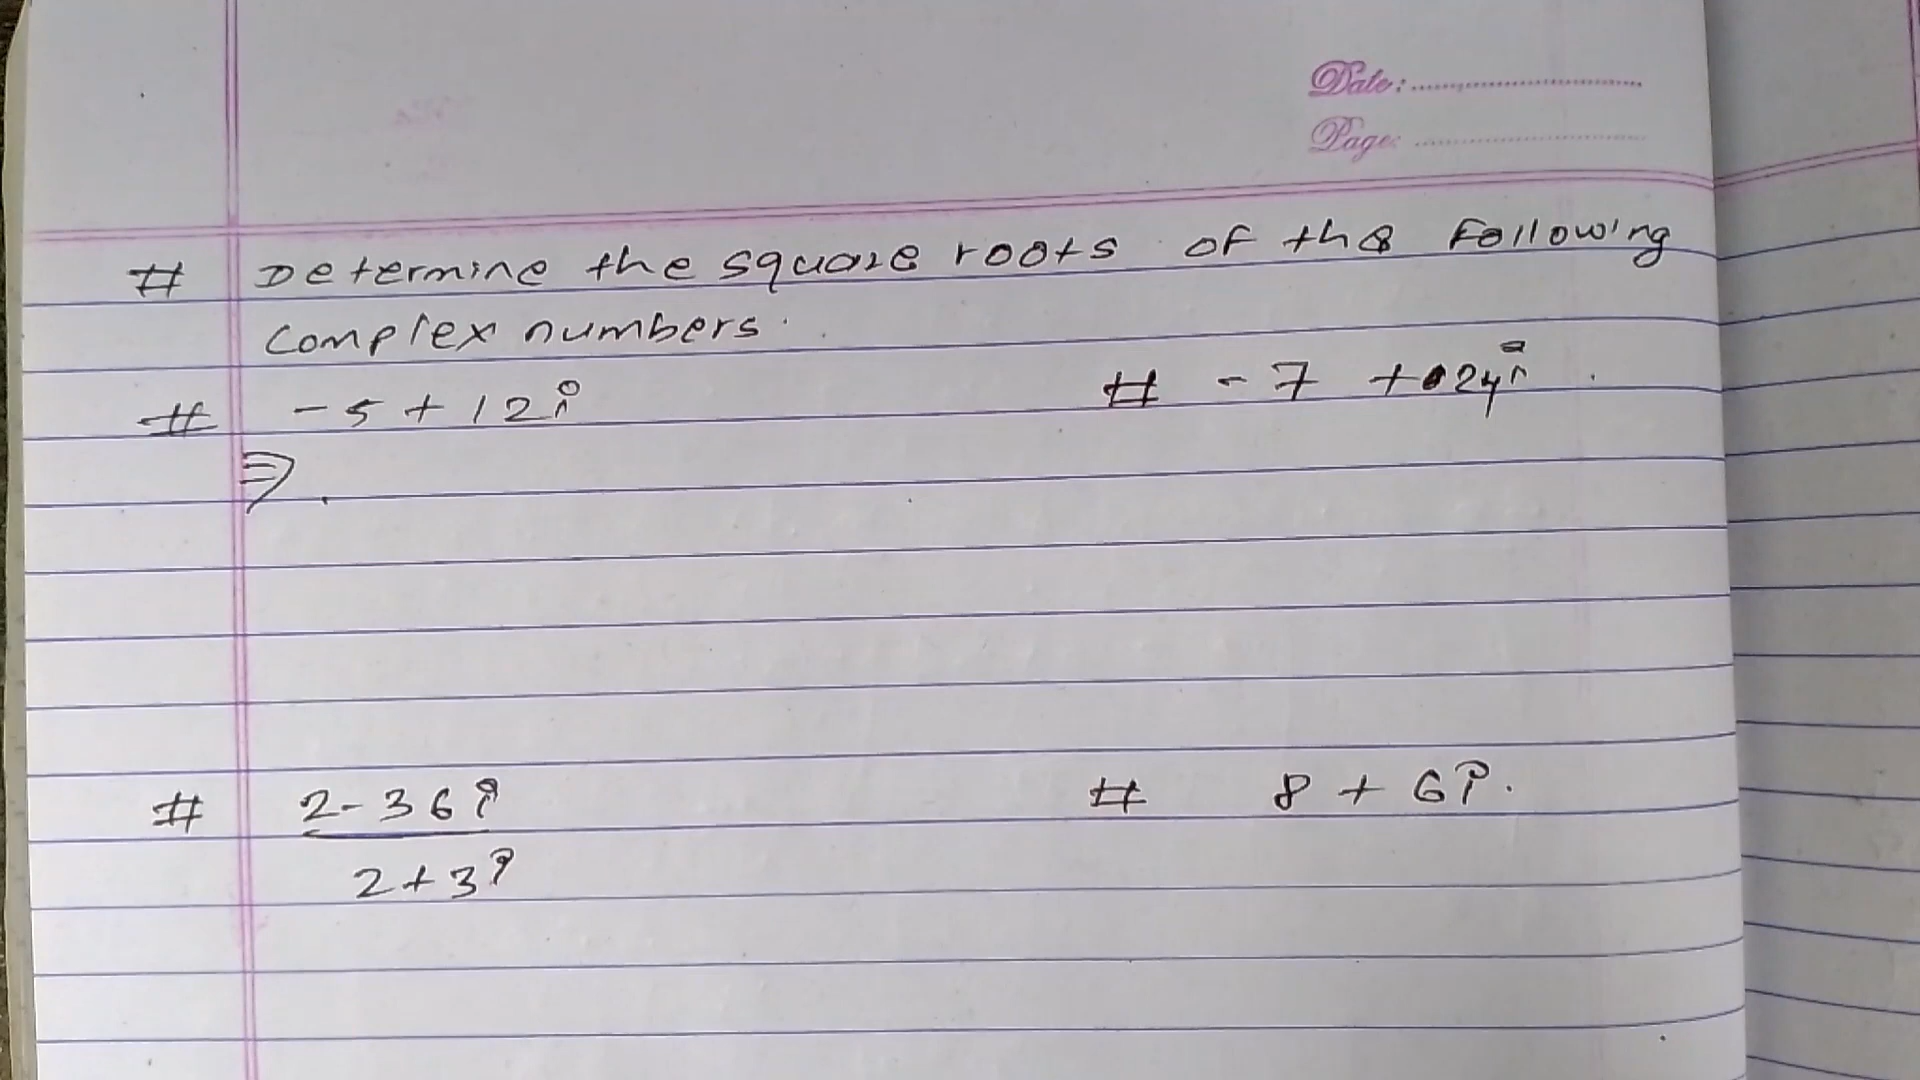 Date:
Page:
# Determine the square roots of the following
complex numbers.
# -5 + 12i
# -7 + 24i
⇒
# 2-36i
2+3i
# 8 + 6i.